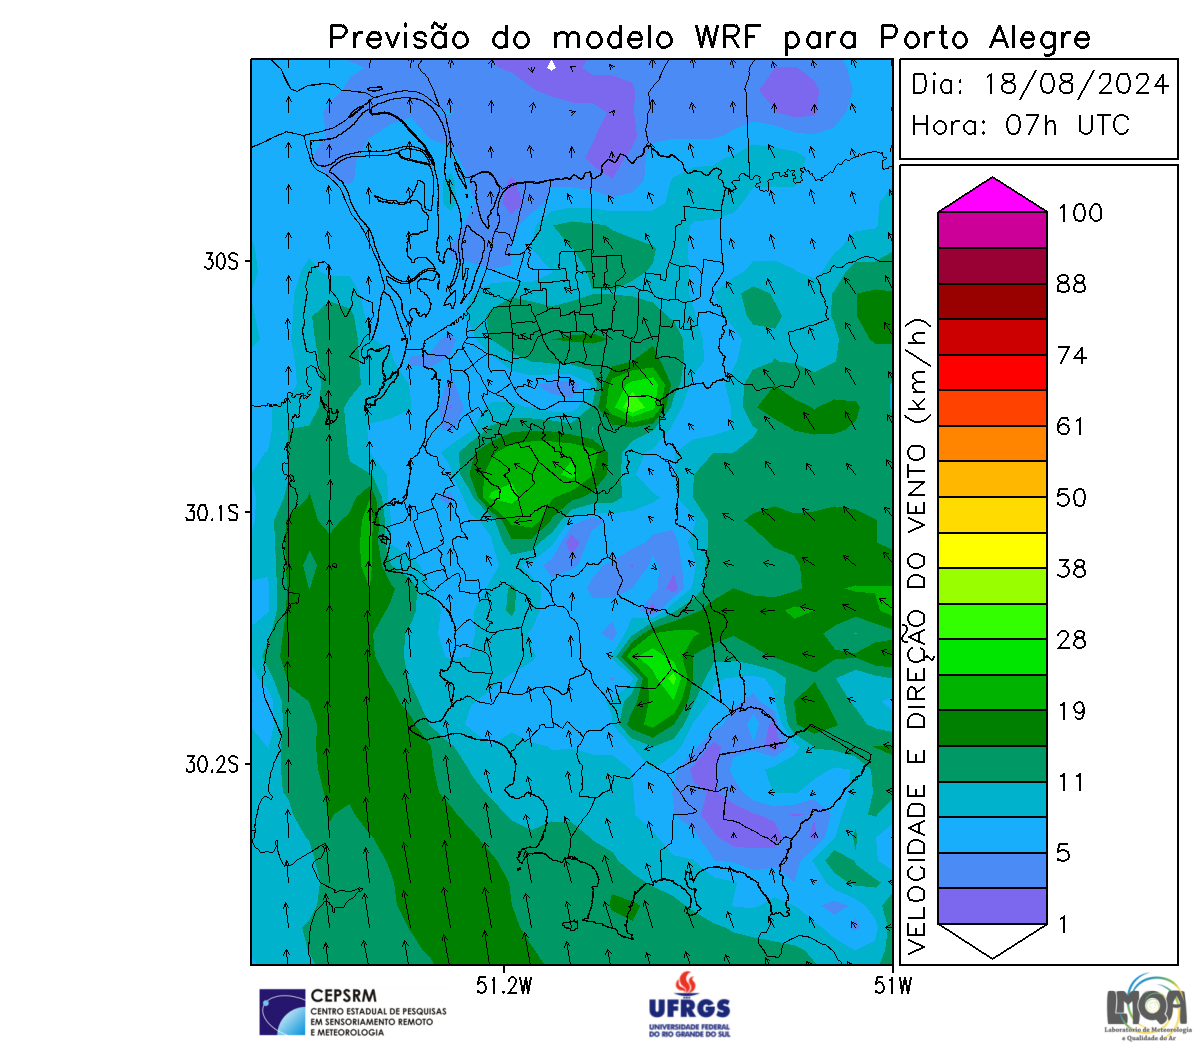 Previsão do modelo WRF para Porto Alegre
Dia: 18/08/2024
Hora: 07h UTC
100
88
74
61
50
38
28
19
11
5
1
VELOCIDADE E DIREÇÃO DO VENTO (km/h)
30S
30.1S
30.2S
51.2W
51W
CEPSRM
CENTRO ESTADUAL DE PESQUISAS
EM SENSORIAMENTO REMOTO
E METEOROLOGIA
UFRGS
UNIVERSIDADE FEDERAL
DO RIO GRANDE DO SUL
LMQA
Laboratório de Meteorologia
e Qualidade do Ar